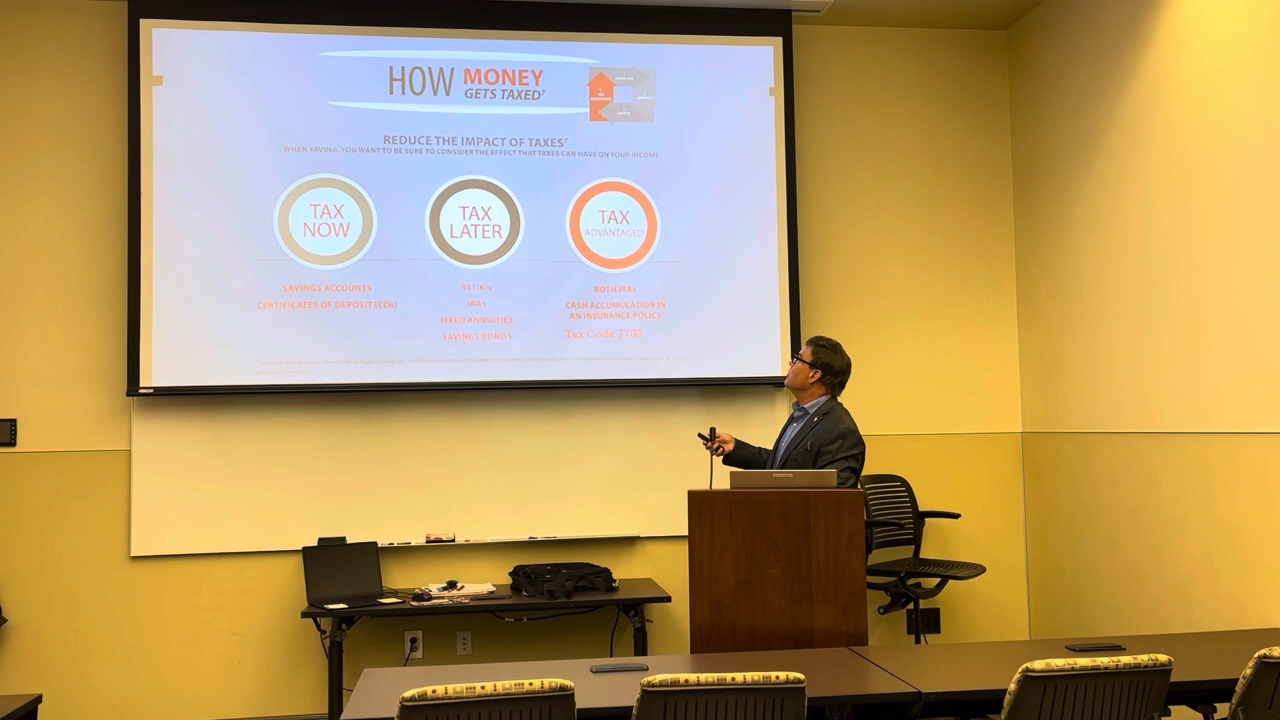 HOW MONEY
GETS TAXED?
REDUCE THE IMPACT OF TAXES
WHEN SAVING, YOU WANT TO BE SURE TO CONSIDER THE EFFECT THAT TAXES CAN HAVE ON YOUR INCOME.
TAX
NOW
TAX
LATER
TAX
ADVANTAGED
SAVINGS ACCOUNTS
CERTIFICATES OF DEPOSIT (CDs)
401(K)s
IRAs
FIXED ANNUITIES
SAVINGS BONDS
ROTH IRAs
CASH ACCUMULATION IN
AN INSURANCE POLICY
Tax Code 7702